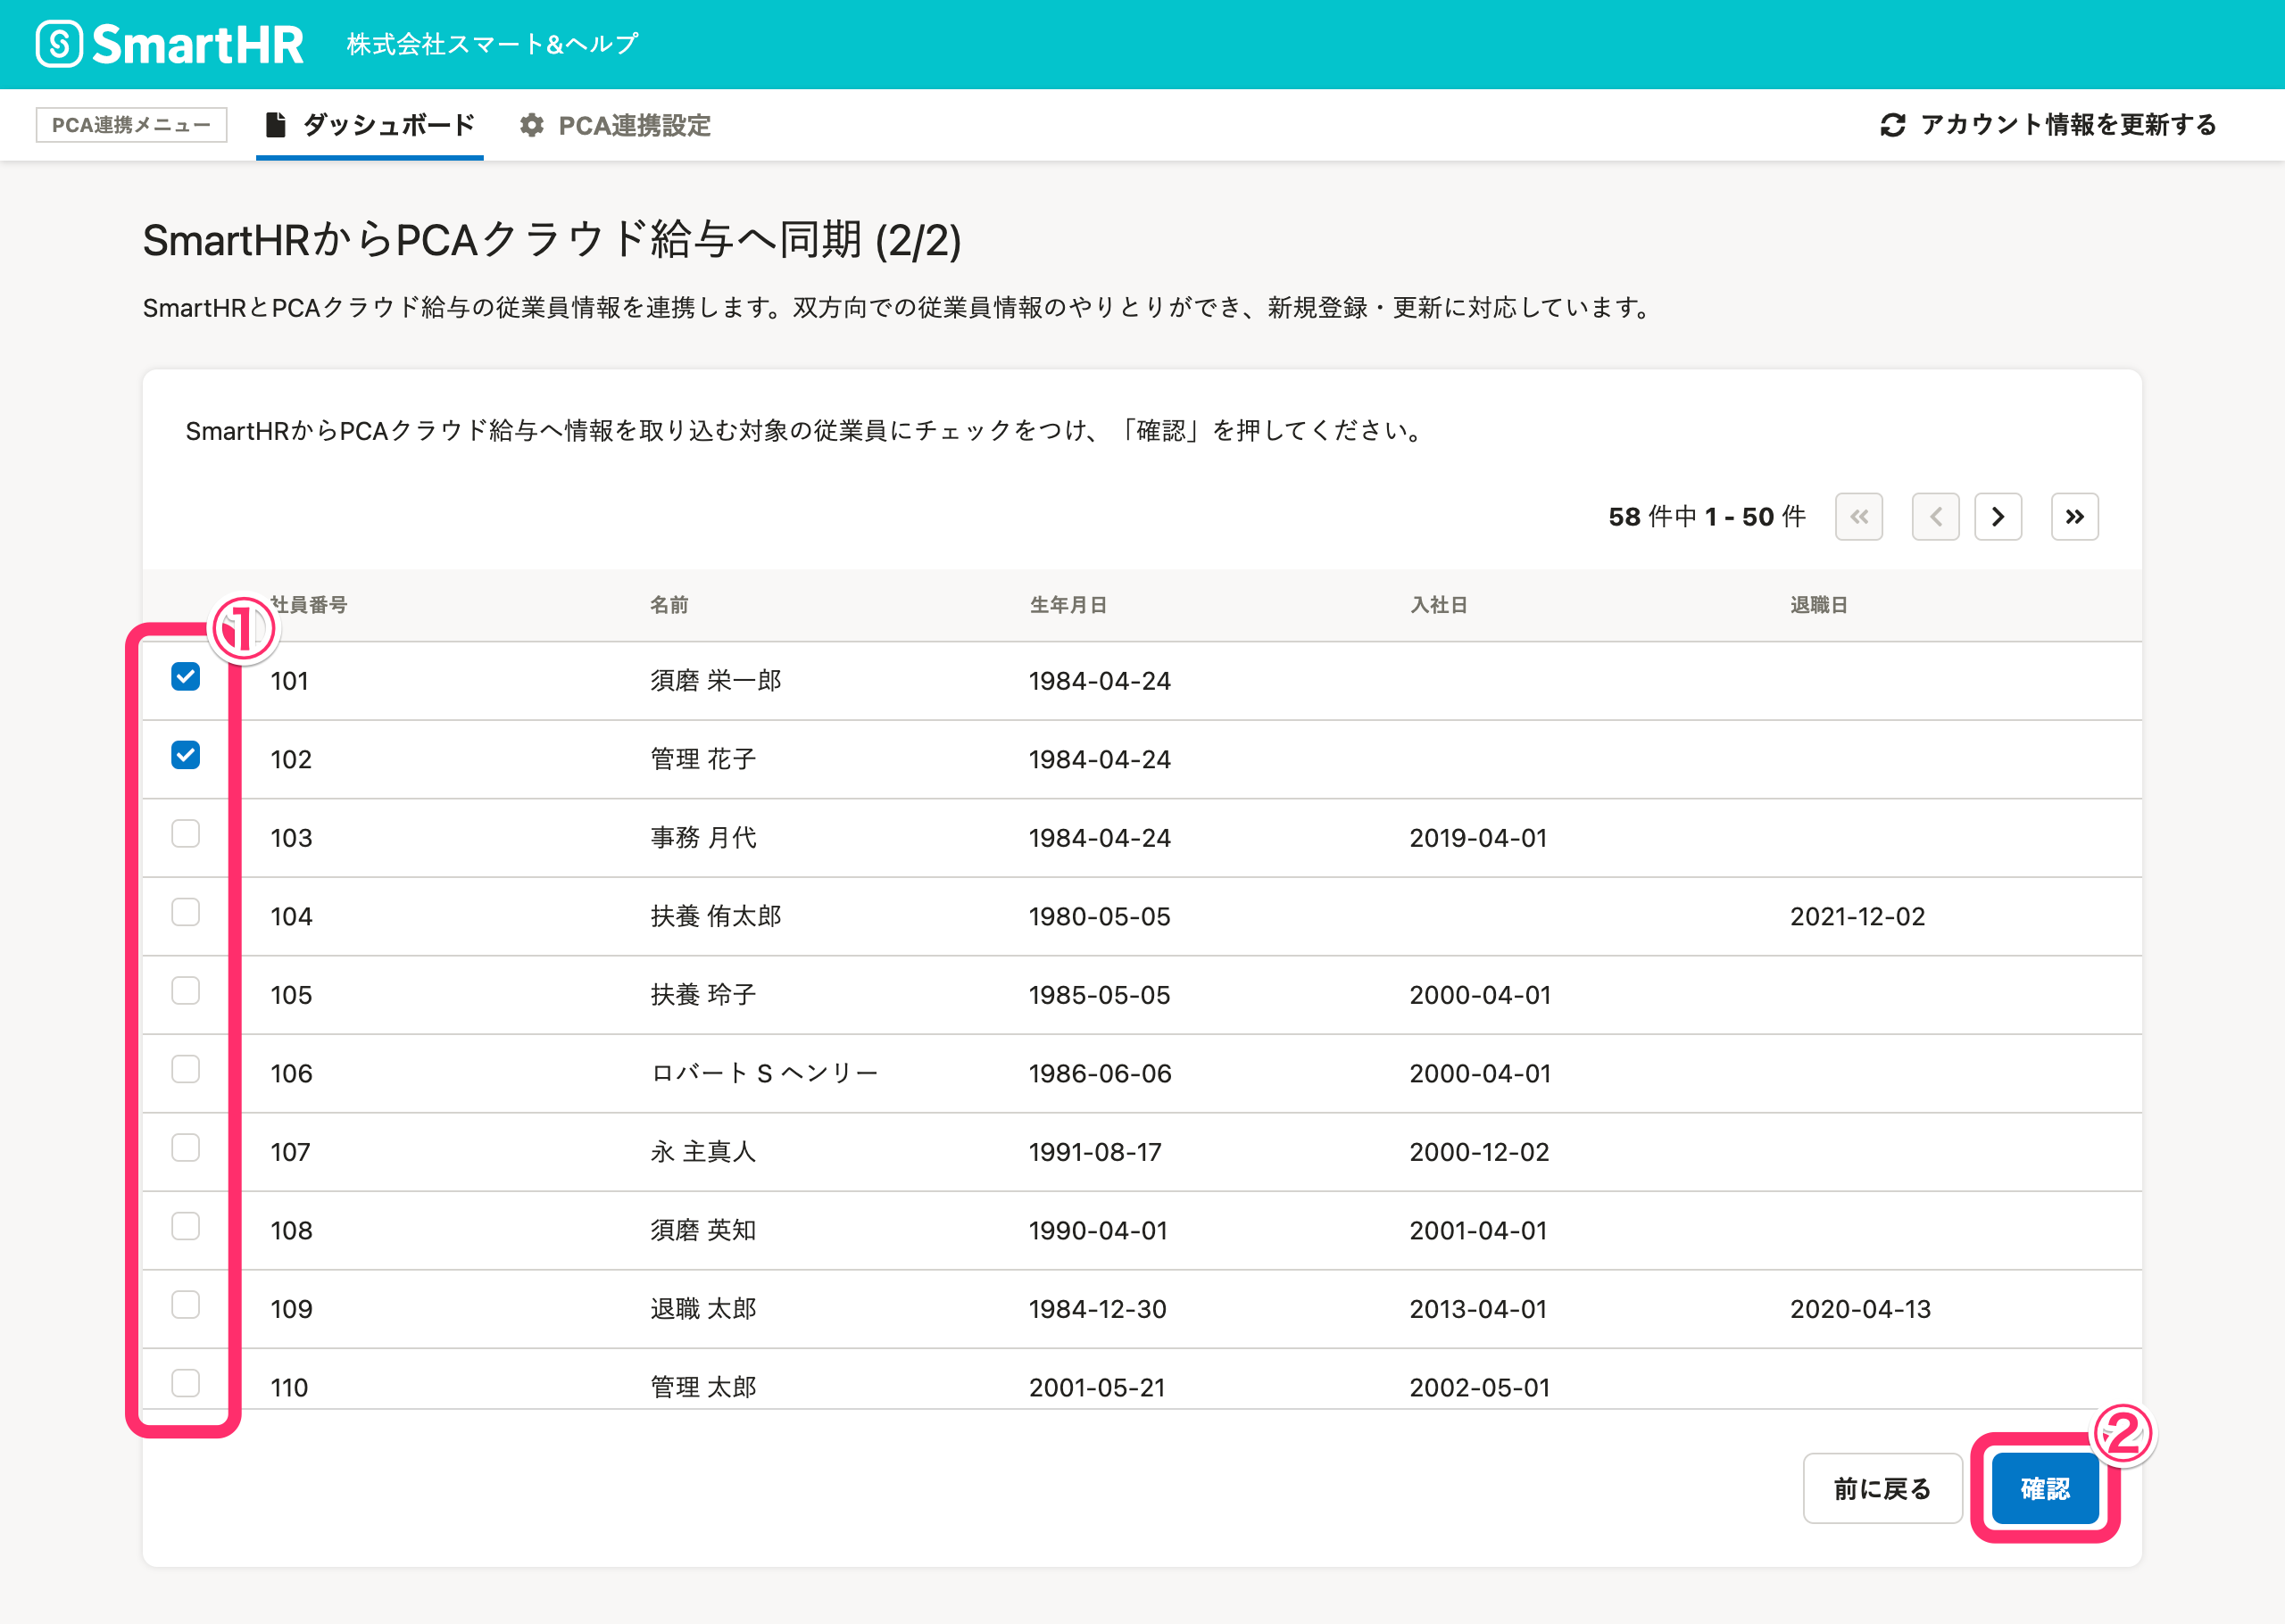 SmartHR 株式会社スマート&ヘルプ
PCA連携メニュー ダッシュボード PCA連携設定 アカウント情報を更新する
SmartHRからPCAクラウド給与へ同期 (2/2)
SmartHRとPCAクラウド給与の従業員情報を連携します。双方向での従業員情報のやりとりができ、新規登録・更新に対応しています。
SmartHRからPCAクラウド給与へ情報を取り込む対象の従業員にチェックをつけ、「確認」を押してください。
58 件中 1 - 50 件
① 社員番号 名前 生年月日 入社日 退職日
101 須磨 栄一郎 1984-04-24
102 管理 花子 1984-04-24
103 事務 月代 1984-04-24 2019-04-01
104 扶養 侑太郎 1980-05-05 2021-12-02
105 扶養 玲子 1985-05-05 2000-04-01
106 ロバート S ヘンリー 1986-06-06 2000-04-01
107 永 主真人 1991-08-17 2000-12-02
108 須磨 英知 1990-04-01 2001-04-01
109 退職 太郎 1984-12-30 2013-04-01 2020-04-13
110 管理 太郎 2001-05-21 2002-05-01
②
前に戻る 確認